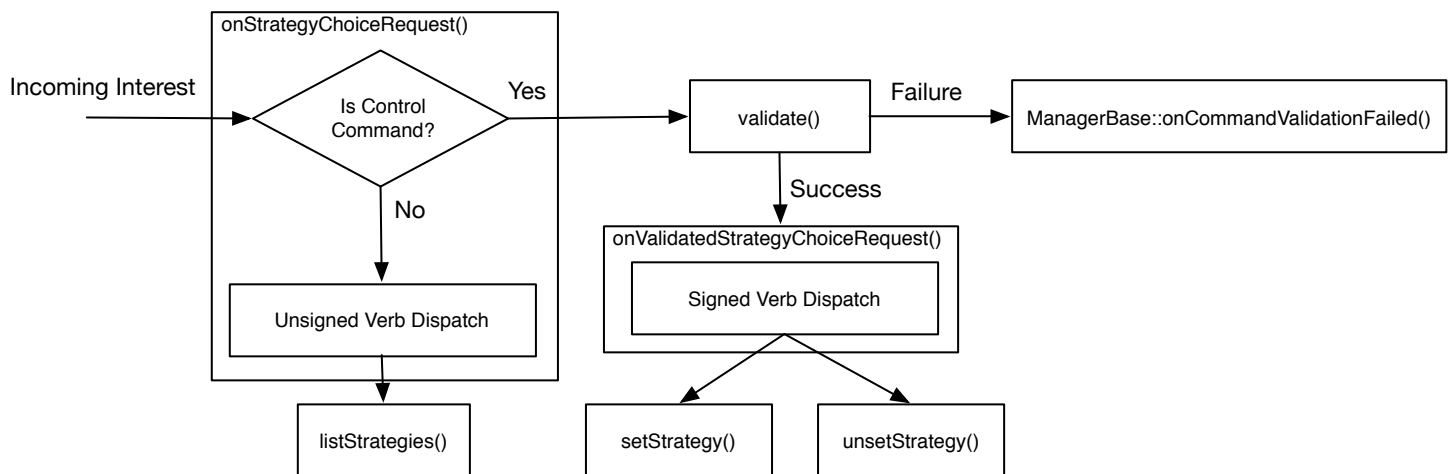 onStrategyChoiceRequest()
Incoming Interest
Is Control
Command?
Yes
validate()
Failure
ManagerBase::onCommandValidationFailed()
No
Success
onValidatedStrategyChoiceRequest()
Unsigned Verb Dispatch
Signed Verb Dispatch
listStrategies()
setStrategy()
unsetStrategy()